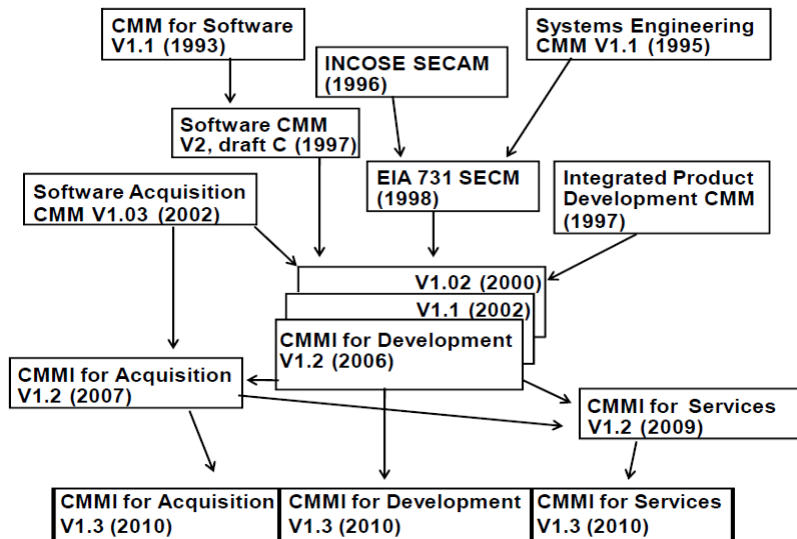 CMM for Software
V1.1 (1993)
Systems Engineering
CMM V1.1 (1995)
INCOSE SECAM
(1996)
Software CMM
V2, draft C (1997)
EIA 731 SECM
(1998)
Integrated Product
Development CMM
(1997)
Software Acquisition
CMM V1.03 (2002)
V1.02 (2000)
V1.1 (2002)
CMMI for Development
V1.2 (2006)
CMMI for Acquisition
V1.2 (2007)
CMMI for Services
V1.2 (2009)
CMMI for Acquisition
V1.3 (2010)
CMMI for Development
V1.3 (2010)
CMMI for Services
V1.3 (2010)